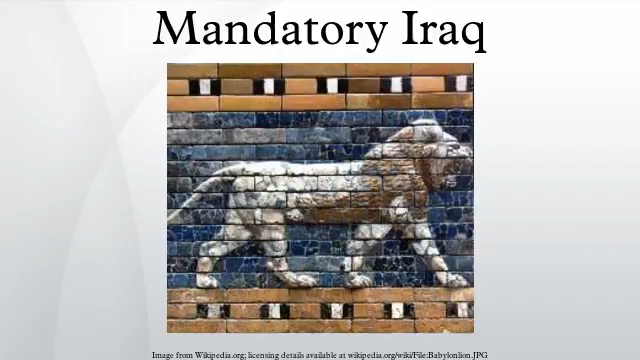 Mandatory Iraq
Image from Wikipedia.org; licensing details available at wikipedia.org/wiki/File:Babylonlion.JPG